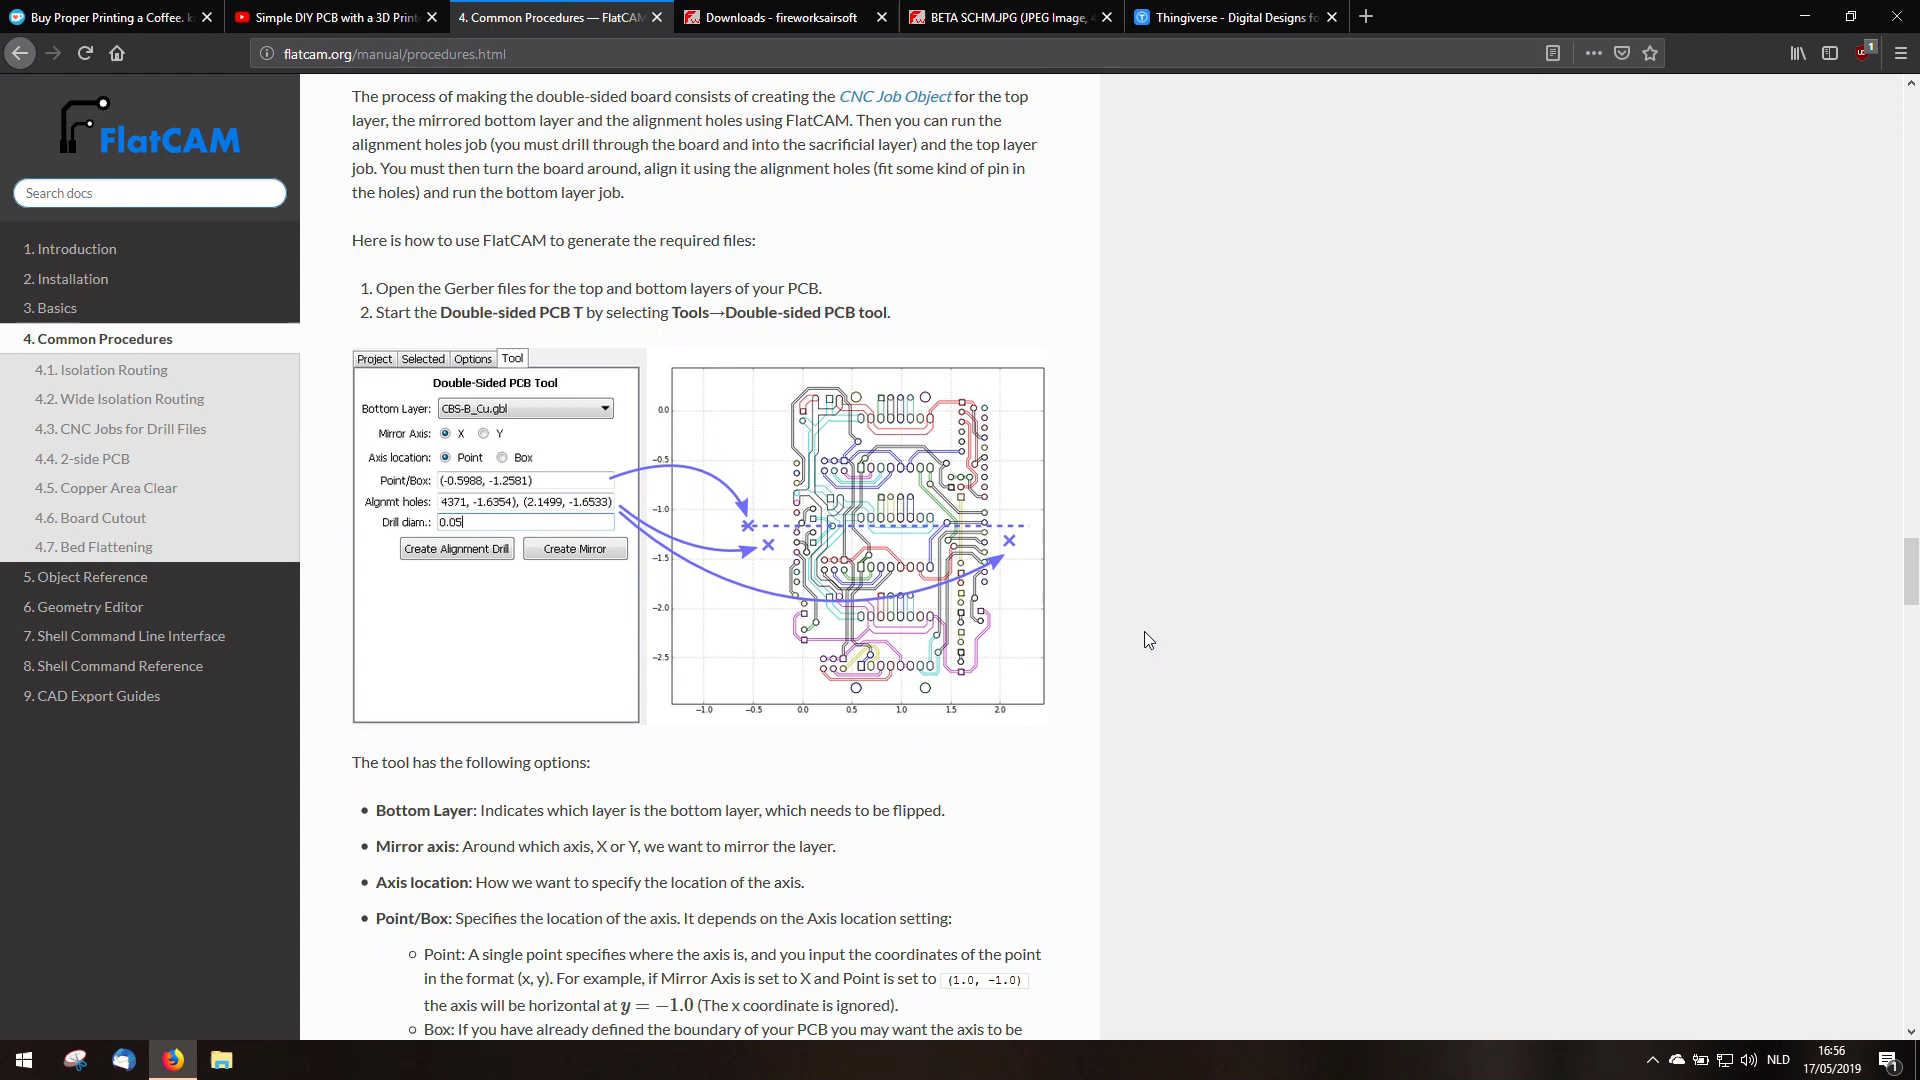 Buy Proper Printing a Coffee. k
Simple DIY PCB with a 3D Print
4. Common Procedures — FlatCAM
Downloads - fireworksairsoft
BETA SCHM.JPG (JPEG Image,
Thingiverse - Digital Designs fo
flatcam.org/manual/procedures.html
1
FlatCAM
Search docs
1. Introduction
2. Installation
3. Basics
4. Common Procedures
4.1. Isolation Routing
4.2. Wide Isolation Routing
4.3. CNC Jobs for Drill Files
4.4. 2-side PCB
4.5. Copper Area Clear
4.6. Board Cutout
4.7. Bed Flattening
5. Object Reference
6. Geometry Editor
7. Shell Command Line Interface
8. Shell Command Reference
9. CAD Export Guides
The process of making the double-sided board consists of creating the CNC Job Object for the top
layer, the mirrored bottom layer and the alignment holes using FlatCAM. Then you can run the
alignment holes job (you must drill through the board and into the sacrificial layer) and the top layer
job. You must then turn the board around, align it using the alignment holes (fit some kind of pin in
the holes) and run the bottom layer job.
Here is how to use FlatCAM to generate the required files:
1. Open the Gerber files for the top and bottom layers of your PCB.
2. Start the Double-sided PCB T by selecting Tools→Double-sided PCB tool.
Project Selected Options Tool
Double-Sided PCB Tool
Bottom Layer: CBS-B_Cu.gbl
Mirror Axis: X Y
Axis location: Point Box
Point/Box: (-0.5988, -1.2581)
Algnmt holes: 4371, -1.6354), (2.1499, -1.6533)
Drill diam.: 0.05
Create Alignment Drill Create Mirror
0.0
−0.5
−1.0
−1.5
−2.0
−2.5
−1.0 −0.5 0.0 0.5 1.0 1.5 2.0
The tool has the following options:
• Bottom Layer: Indicates which layer is the bottom layer, which needs to be flipped.
• Mirror axis: Around which axis, X or Y, we want to mirror the layer.
• Axis location: How we want to specify the location of the axis.
• Point/Box: Specifies the location of the axis. It depends on the Axis location setting:
Point: A single point specifies where the axis is, and you input the coordinates of the point
in the format (x, y). For example, if Mirror Axis is set to X and Point is set to (1.0, -1.0)
the axis will be horizontal at y = −1.0 (The x coordinate is ignored).
Box: If you have already defined the boundary of your PCB you may want the axis to be
NLD
16:56
17/05/2019
1